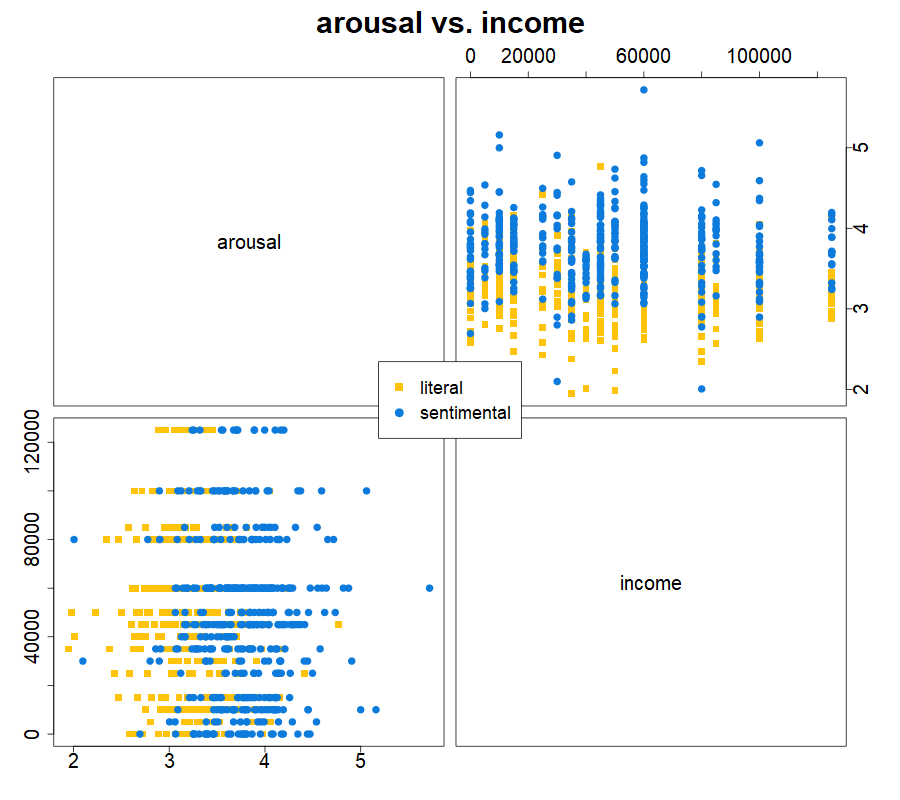 arousal vs. income
0 20000 60000 100000
arousal
5
4
3
2
literal
sentimental
120000
80000
40000
0
income
2 3 4 5